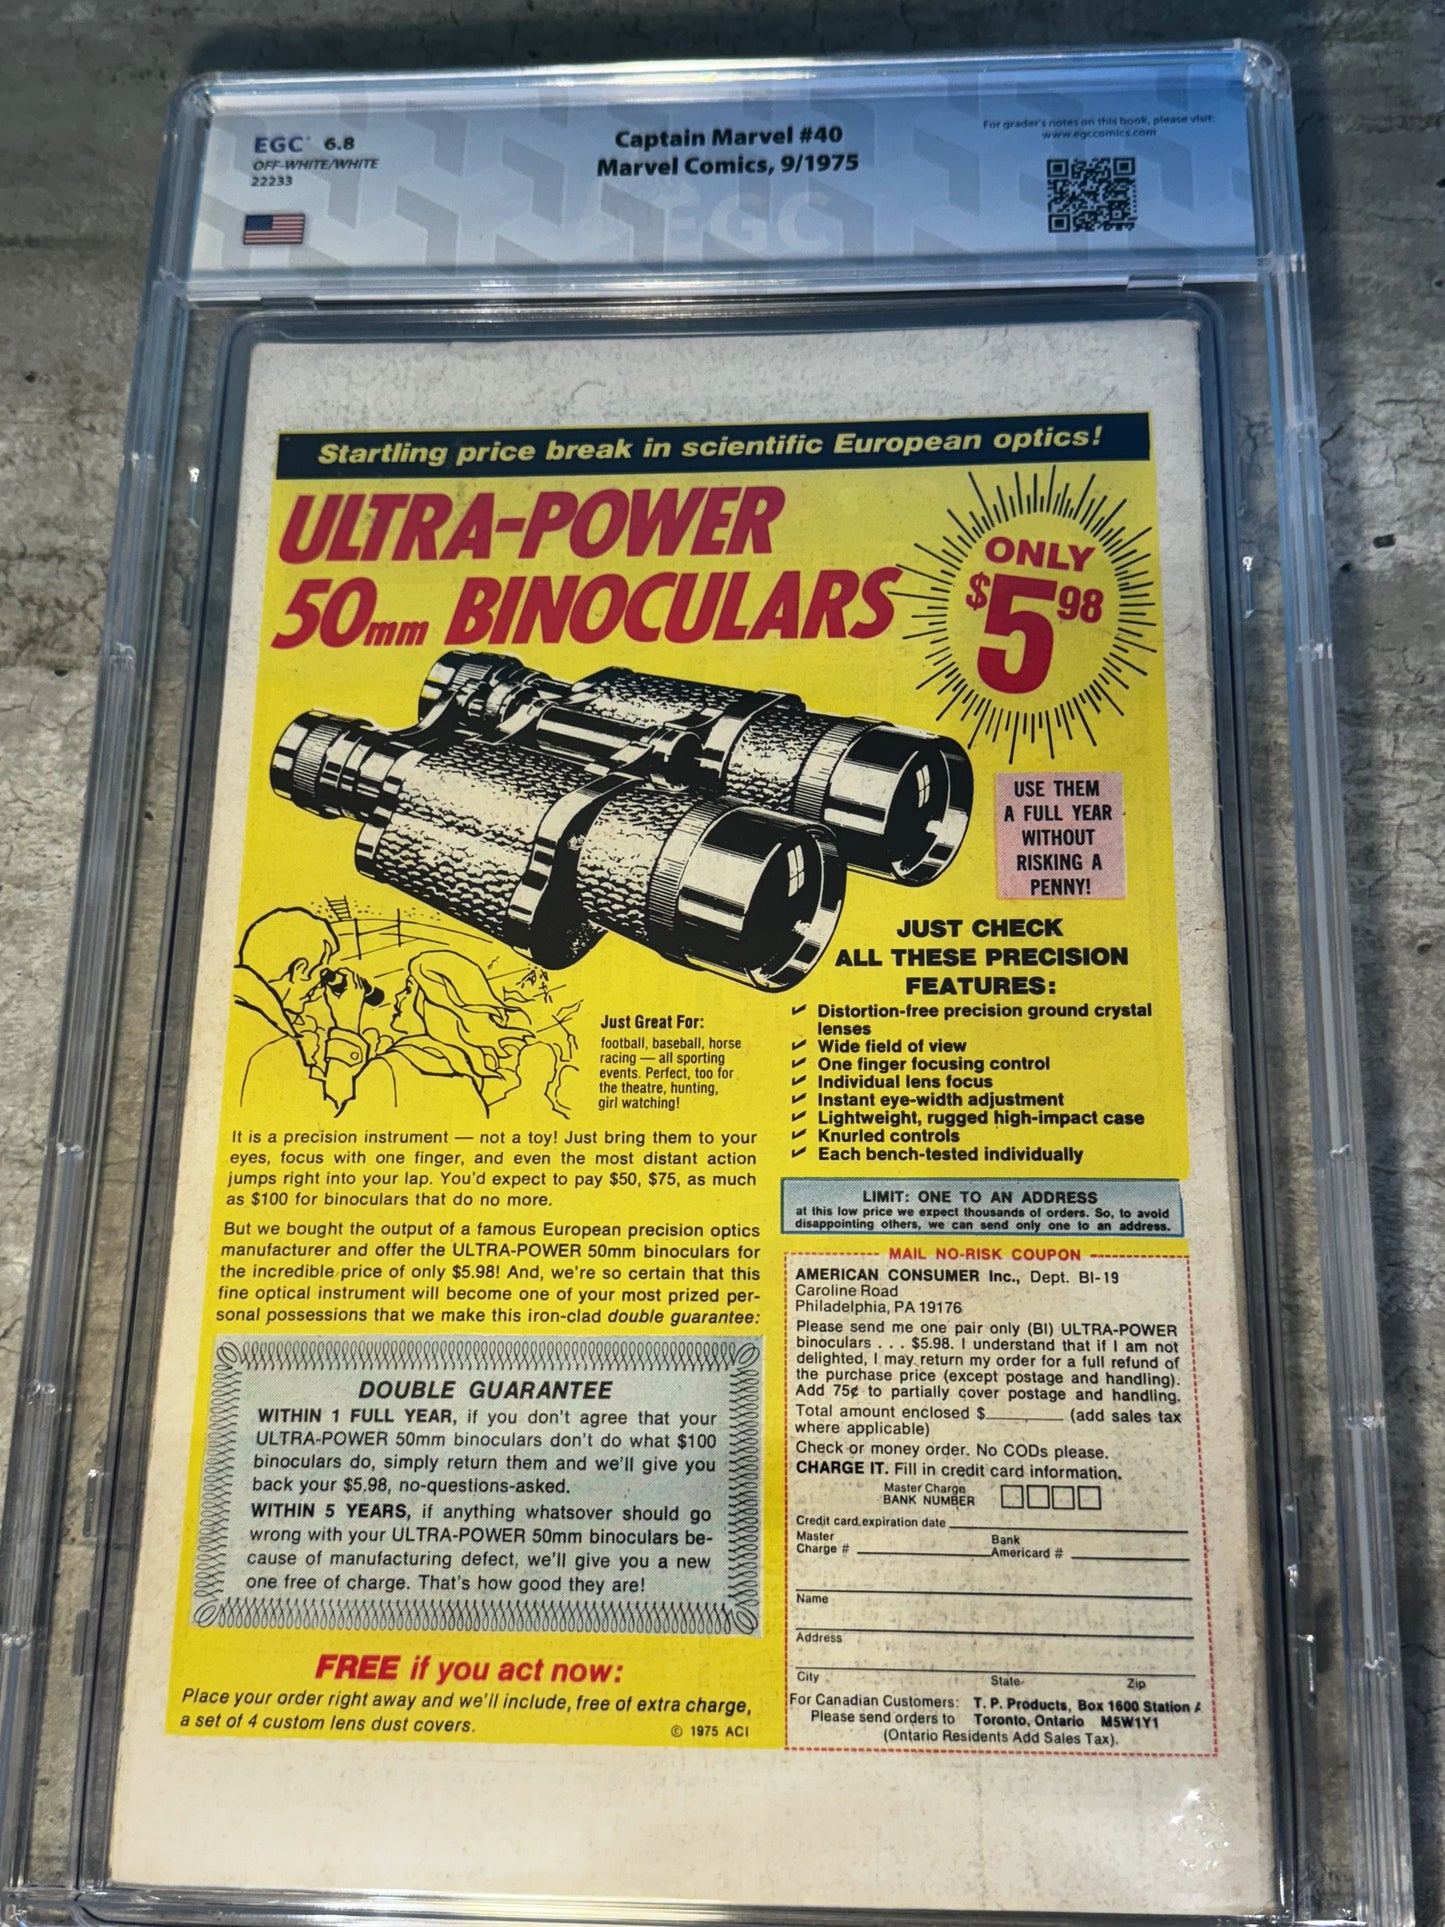 EGC 6.8
OFF-WHITE/WHITE
22233
Captain Marvel #40
Marvel Comics, 9/1975
For grader's notes on this book, please visit:
www.egccomics.com
EGC
Startling price break in scientific European optics!
ULTRA-POWER
50mm BINOCULARS
ONLY
$5.98
USE THEM
A FULL YEAR
WITHOUT
RISKING A
PENNY!
JUST CHECK
ALL THESE PRECISION
FEATURES:
✓ Distortion-free precision ground crystal
lenses
✓ Wide field of view
✓ One finger focusing control
✓ Individual lens focus
✓ Instant eye-width adjustment
✓ Lightweight, rugged high-impact case
✓ Knurled controls
✓ Each bench-tested individually
Just Great For:
football, baseball, horse
racing — all sporting
events. Perfect, too for
the theatre, hunting,
girl watching!
It is a precision instrument — not a toy! Just bring them to your
eyes, focus with one finger, and even the most distant action
jumps right into your lap. You'd expect to pay $50, $75, as much
as $100 for binoculars that do no more.
But we bought the output of a famous European precision optics
manufacturer and offer the ULTRA-POWER 50mm binoculars for
the incredible price of only $5.98! And, we're so certain that this
fine optical instrument will become one of your most prized per-
sonal possessions that we make this iron-clad double guarantee:
DOUBLE GUARANTEE
WITHIN 1 FULL YEAR, if you don't agree that your
ULTRA-POWER 50mm binoculars don't do what $100
binoculars do, simply return them and we'll give you
back your $5.98, no-questions-asked.
WITHIN 5 YEARS, if anything whatsover should go
wrong with your ULTRA-POWER 50mm binoculars be-
cause of manufacturing defect, we'll give you a new
one free of charge. That's how good they are!
FREE if you act now:
Place your order right away and we'll include, free of extra charge,
a set of 4 custom lens dust covers.
© 1975 ACI
LIMIT: ONE TO AN ADDRESS
at this low price we expect thousands of orders. So, to avoid
disappointing others, we can send only one to an address.
MAIL NO-RISK COUPON
AMERICAN CONSUMER Inc., Dept. BI-19
Caroline Road
Philadelphia, PA 19176
Please send me one pair only (BI) ULTRA-POWER
binoculars . . . $5.98. I understand that if I am not
delighted, I may return my order for a full refund of
the purchase price (except postage and handling).
Add 75¢ to partially cover postage and handling.
Total amount enclosed $ (add sales tax
where applicable)
Check or money order. No CODs please.
CHARGE IT. Fill in credit card information.
Master Charge
BANK NUMBER
Credit card expiration date
Master
Charge #
Bank
Americard #
Name
Address
City State Zip
For Canadian Customers: T. P. Products, Box 1600 Station A
Please send orders to Toronto, Ontario M5W1Y1
(Ontario Residents Add Sales Tax).